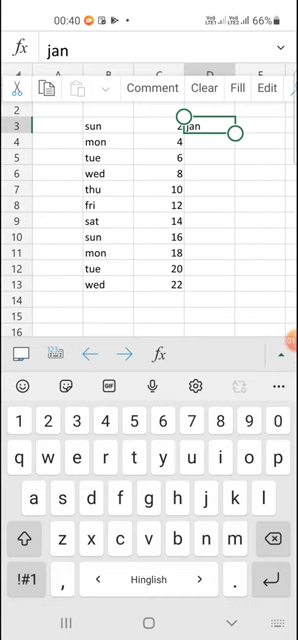 00:40 66%
fx jan
A B C D E
Comment Clear Fill Edit
2
3 sun 2 jan
4 mon 4
5 tue 6
6 wed 8
7 thu 10
8 fri 12
9 sat 14
10 sun 16
11 mon 18
12 tue 20
13 wed 22
14
15
16
123 fx
GIF
1 2 3 4 5 6 7 8 9 0
q w e r t y u i o p
a s d f g h j k l
z x c v b n m
!#1 , < Hinglish > .